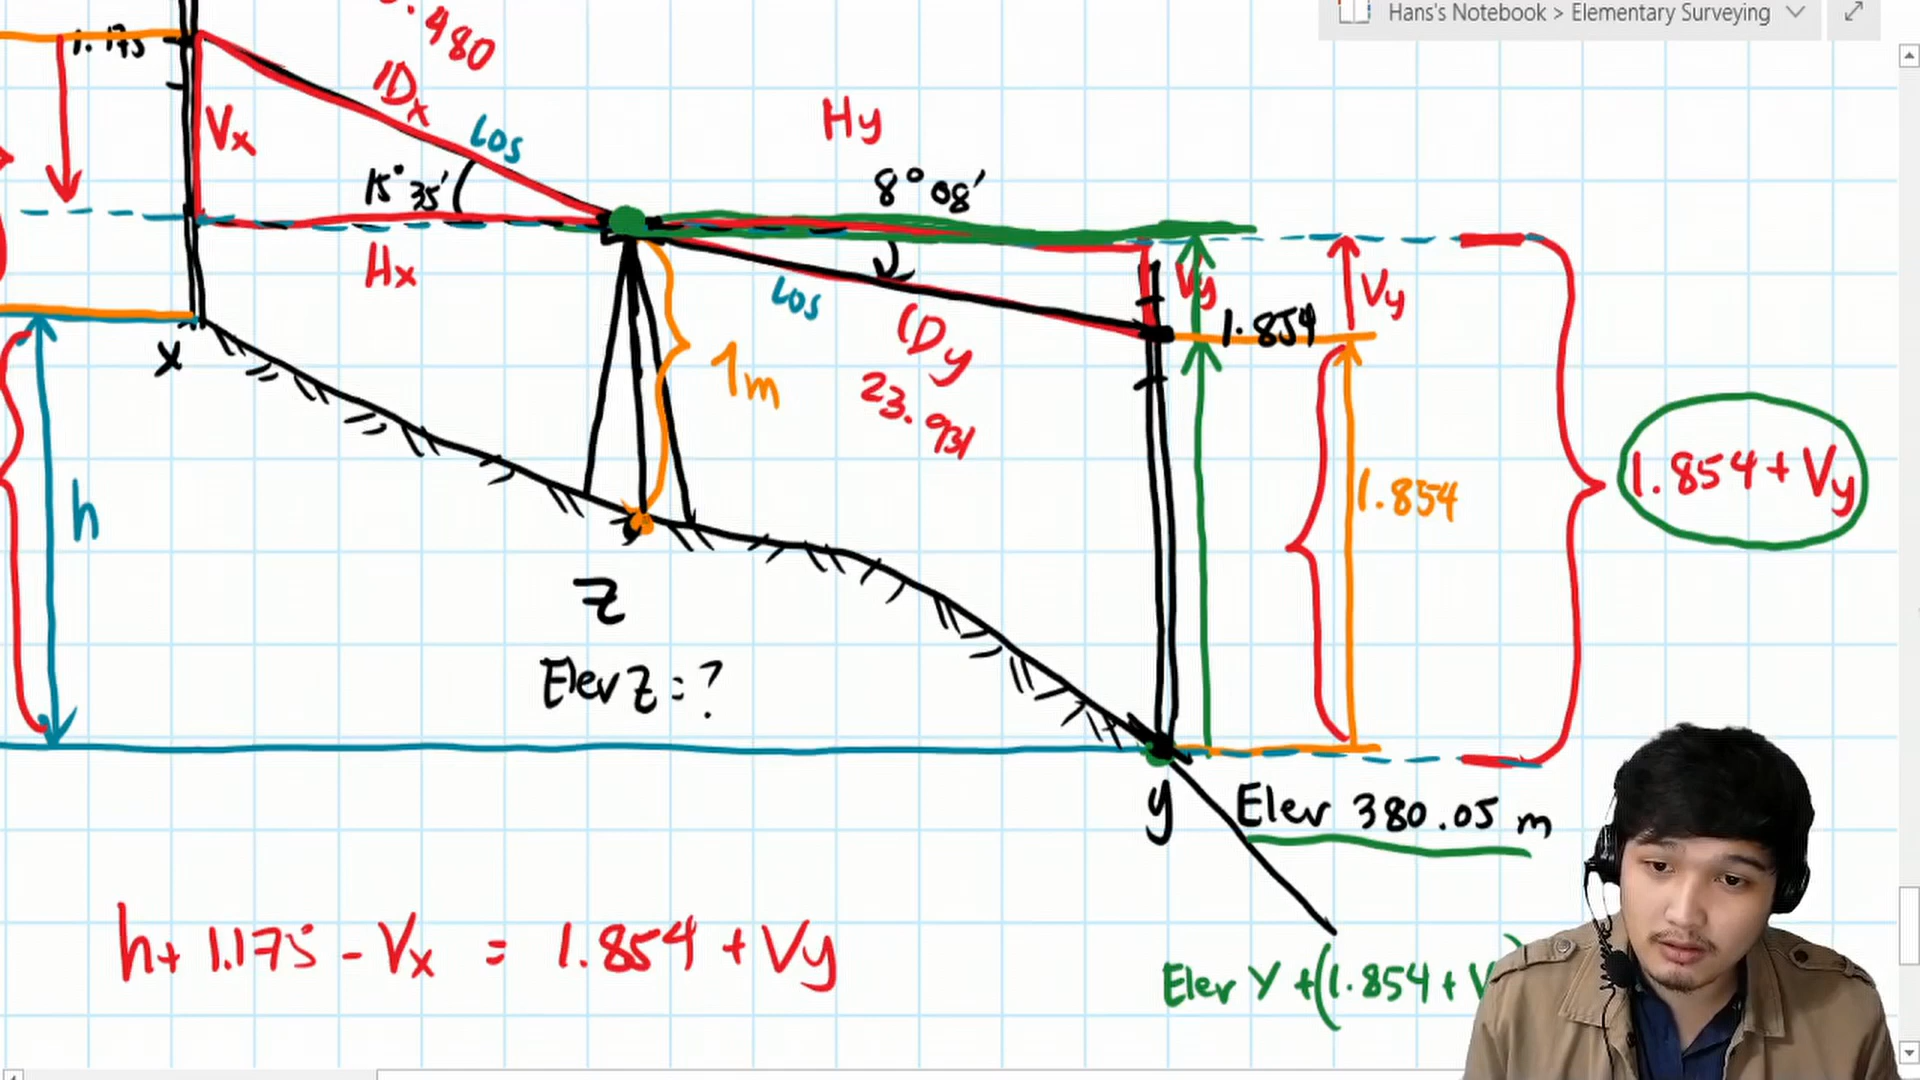 Hans's Notebook > Elementary Surveying
1.175
.480
IDx
Vx
LOS
Hy
15° 35'
8° 08'
Hx
Vy
Vy
LOS
1.854
IDy
23.931
x
1m
h
1.854
1.854 + Vy
Z
Elev Z = ?
y
Elev 380.05 m
h + 1.175 - Vx = 1.854 + Vy
Elev Y + (1.854 + V